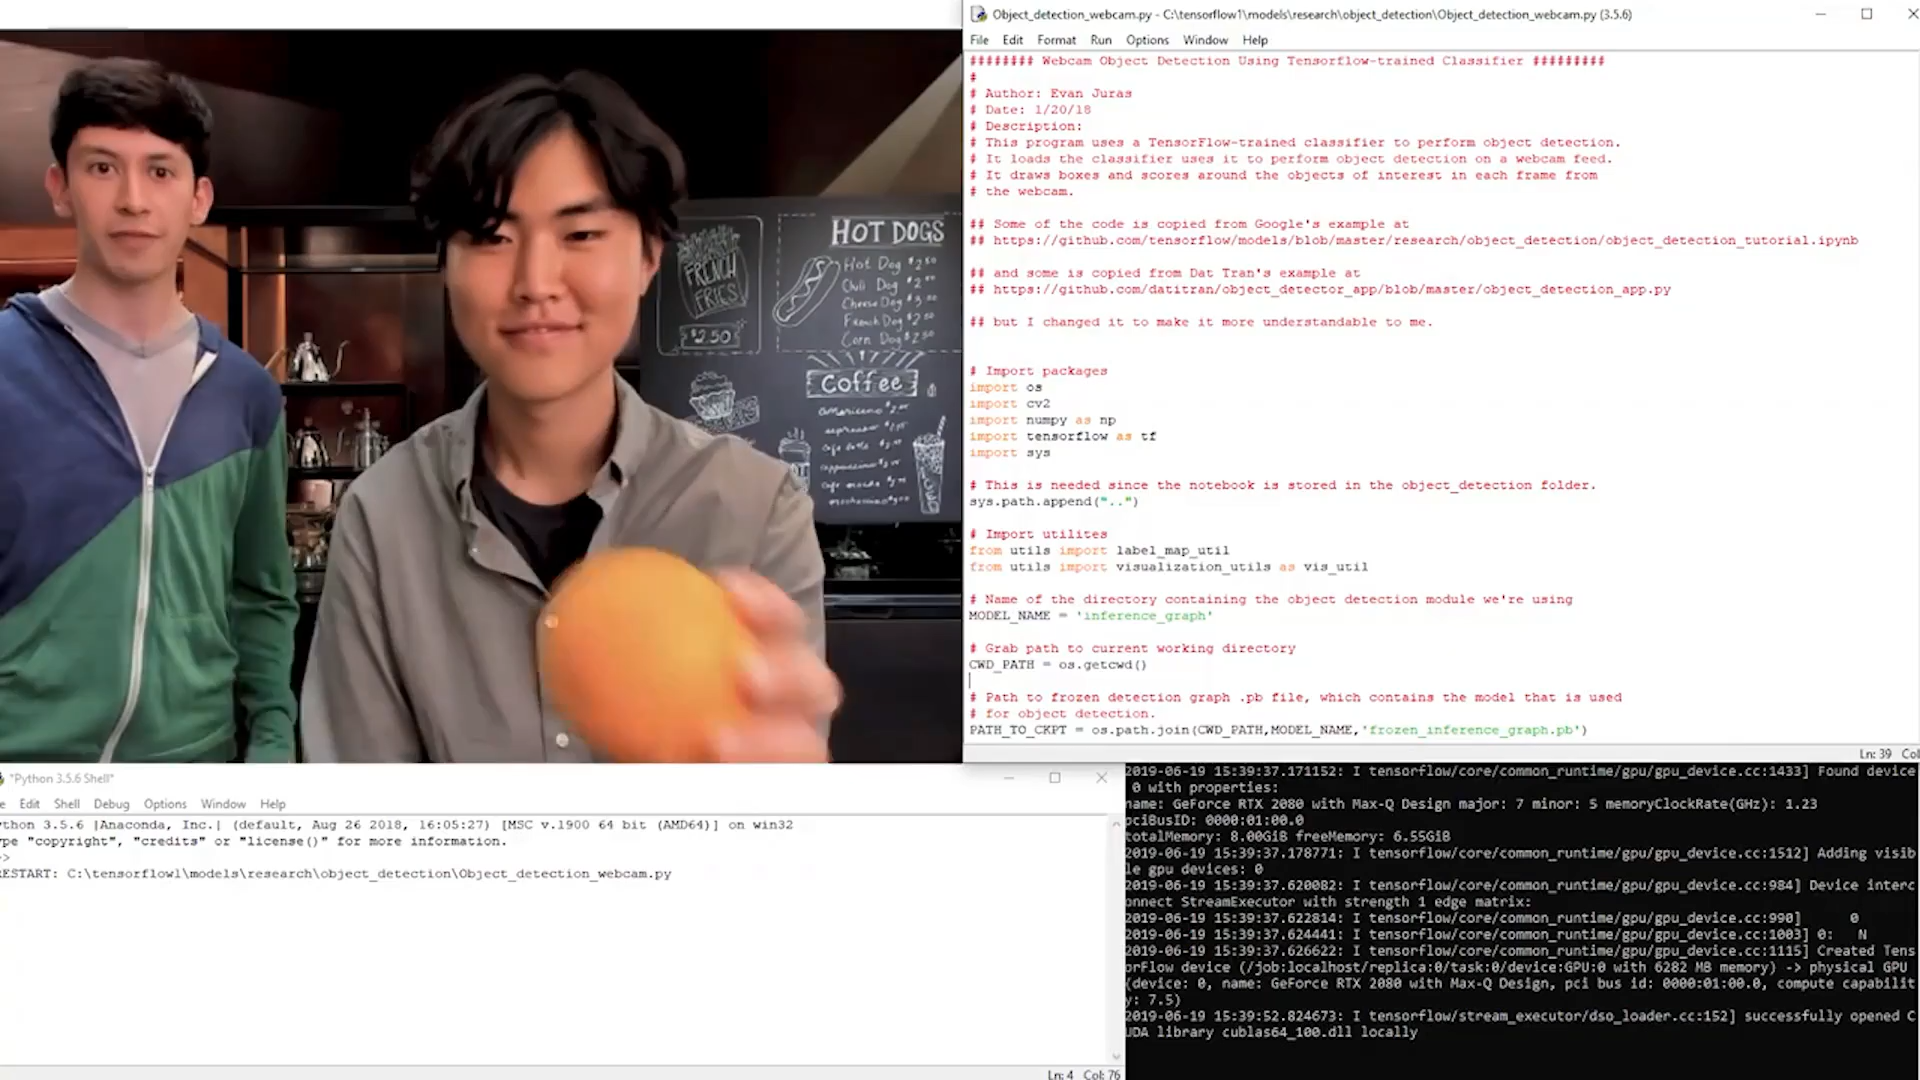 Object_detection_webcam.py - C:\tensorflow1\models\research\object_detection\Object_detection_webcam.py (3.5.6)
File Edit Format Run Options Window Help
######## Webcam Object Detection Using Tensorflow-trained Classifier #########
#
# Author: Evan Juras
# Date: 1/20/18
# Description:
# This program uses a TensorFlow-trained classifier to perform object detection.
# It loads the classifier uses it to perform object detection on a webcam feed.
# It draws boxes and scores around the objects of interest in each frame from
# the webcam.
## Some of the code is copied from Google's example at
## https://github.com/tensorflow/models/blob/master/research/object_detection/object_detection_tutorial.ipynb
## and some is copied from Dat Tran's example at
## https://github.com/datitran/object_detector_app/blob/master/object_detection_app.py
## but I changed it to make it more understandable to me.
# Import packages
import os
import cv2
import numpy as np
import tensorflow as tf
import sys
# This is needed since the notebook is stored in the object_detection folder.
sys.path.append("..")
# Import utilites
from utils import label_map_util
from utils import visualization_utils as vis_util
# Name of the directory containing the object detection module we're using
MODEL_NAME = 'inference_graph'
# Grab path to current working directory
CWD_PATH = os.getcwd()
# Path to frozen detection graph .pb file, which contains the model that is used
# for object detection.
PATH_TO_CKPT = os.path.join(CWD_PATH,MODEL_NAME,'frozen_inference_graph.pb')
Ln: 39 Col
FRENCH
FRIES
$2.50
HOT DOGS
Hot Dog $2.50
Chili Dog $2.00
Cheese Dog $3.00
French Dog $2.00
Corn Dog $2.50
Coffee
americano
espresso
cafe latte
cappuccino
cafe mocha
ICED
"Python 3.5.6 Shell"
e Edit Shell Debug Options Window Help
ython 3.5.6 |Anaconda, Inc.| (default, Aug 26 2018, 16:05:27) [MSC v.1900 64 bit (AMD64)] on win32
ype "copyright", "credits" or "license()" for more information.
>>
RESTART: C:\tensorflow1\models\research\object_detection\Object_detection_webcam.py
Ln: 4 Col: 76
2019-06-19 15:39:37.171152: I tensorflow/core/common_runtime/gpu/gpu_device.cc:1433] Found device
0 with properties:
name: GeForce RTX 2080 with Max-Q Design major: 7 minor: 5 memoryClockRate(GHz): 1.23
pciBusID: 0000:01:00.0
totalMemory: 8.00GiB freeMemory: 6.55GiB
2019-06-19 15:39:37.178771: I tensorflow/core/common_runtime/gpu/gpu_device.cc:1512] Adding visib
le gpu devices: 0
2019-06-19 15:39:37.620082: I tensorflow/core/common_runtime/gpu/gpu_device.cc:984] Device interc
onnect StreamExecutor with strength 1 edge matrix:
2019-06-19 15:39:37.622814: I tensorflow/core/common_runtime/gpu/gpu_device.cc:990] 0
2019-06-19 15:39:37.624441: I tensorflow/core/common_runtime/gpu/gpu_device.cc:1003] 0: N
2019-06-19 15:39:37.626622: I tensorflow/core/common_runtime/gpu/gpu_device.cc:1115] Created Tens
orFlow device (/job:localhost/replica:0/task:0/device:GPU:0 with 6282 MB memory) -> physical GPU
(device: 0, name: GeForce RTX 2080 with Max-Q Design, pci bus id: 0000:01:00.0, compute capabilit
y: 7.5)
2019-06-19 15:39:52.824673: I tensorflow/stream_executor/dso_loader.cc:152] successfully opened C
UDA library cublas64_100.dll locally